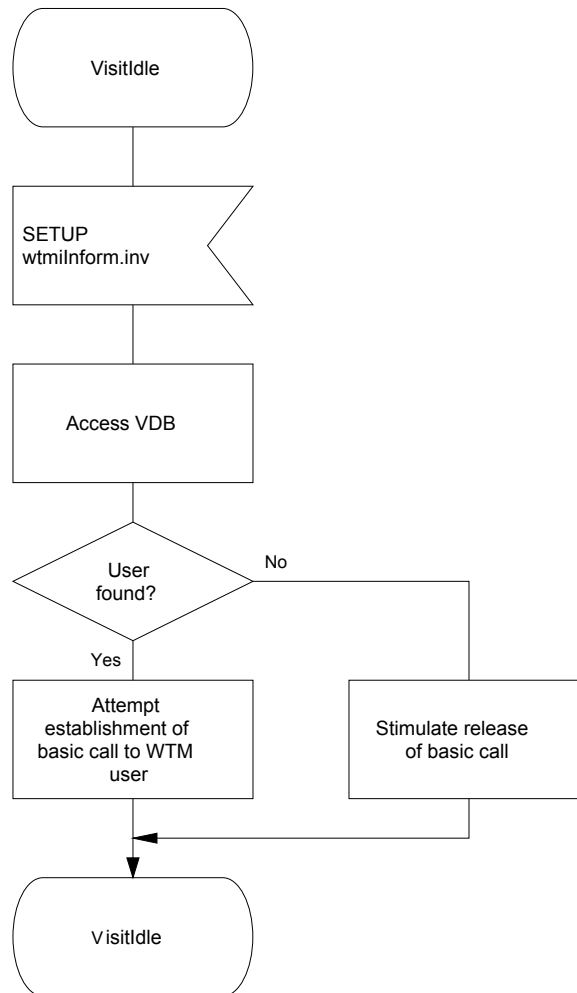 VisitIdle
SETUP
wtmiInform.inv
Access VDB
User
found?
No
Yes
Attempt
establishment of
basic call to WTM
user
Stimulate release
of basic call
VisitIdle